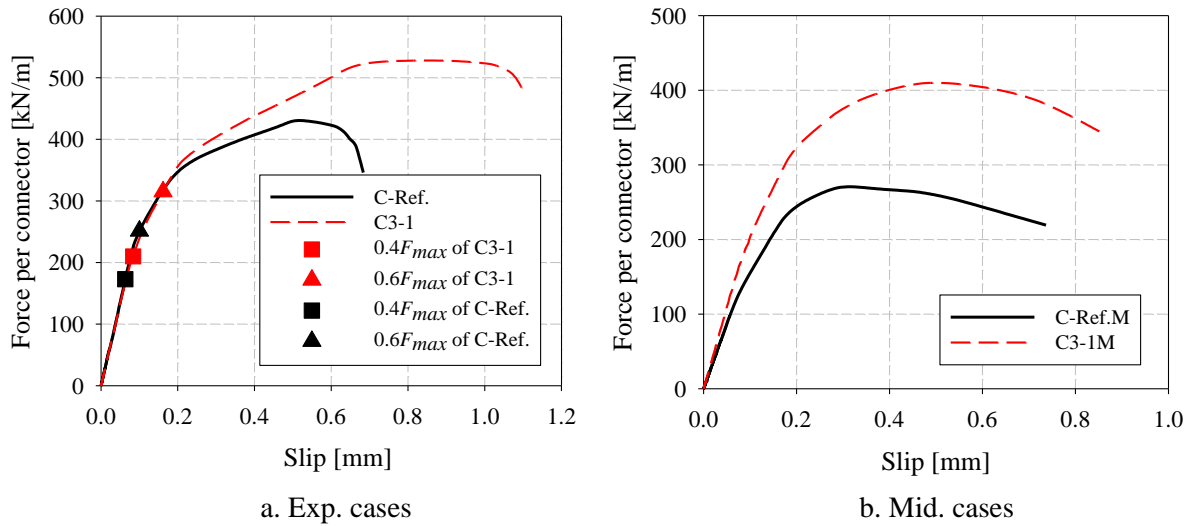 600
500
400
300
200
100
0
Force per connector [kN/m]
0.0 0.2 0.4 0.6 0.8 1.0 1.2
Slip [mm]
C-Ref.
C3-1
0.4Fmax of C3-1
0.6Fmax of C3-1
0.4Fmax of C-Ref.
0.6Fmax of C-Ref.
a. Exp. cases
500
400
300
200
100
0
Force per connector [kN/m]
0.0 0.2 0.4 0.6 0.8 1.0
Slip [mm]
C-Ref.M
C3-1M
b. Mid. cases